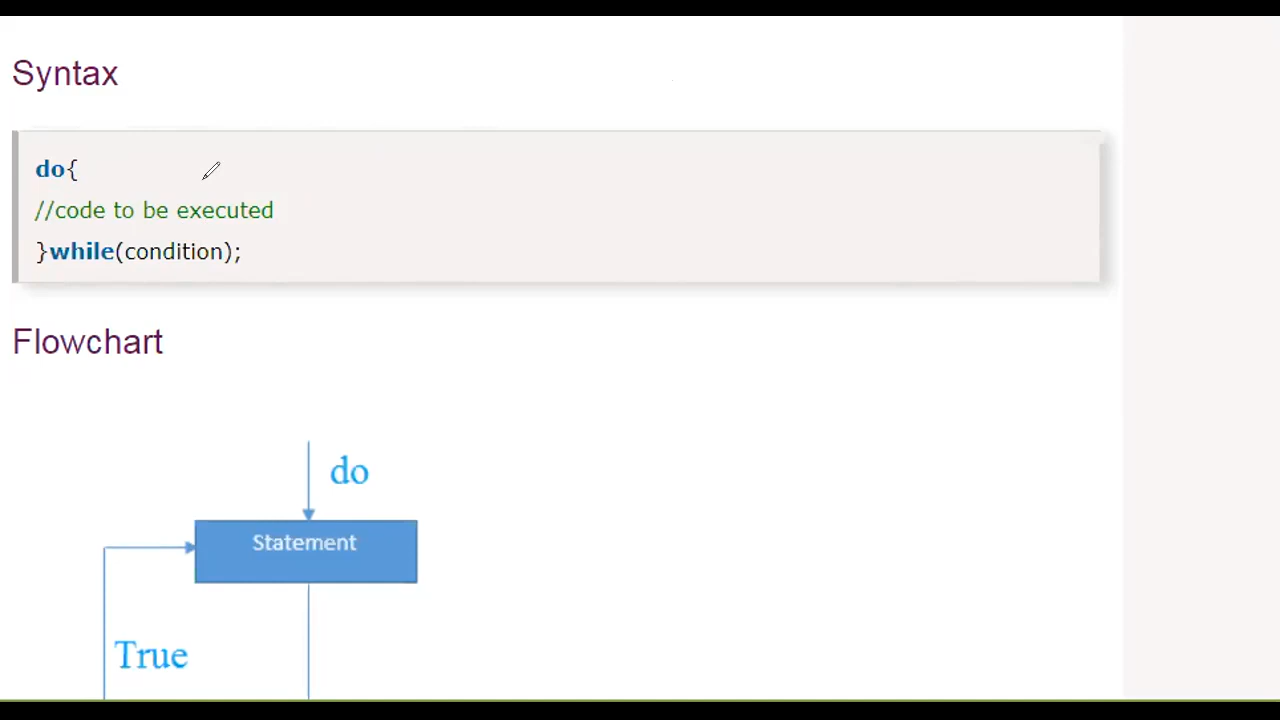 Syntax
do{
//code to be executed
}while(condition);
Flowchart
do
Statement
True